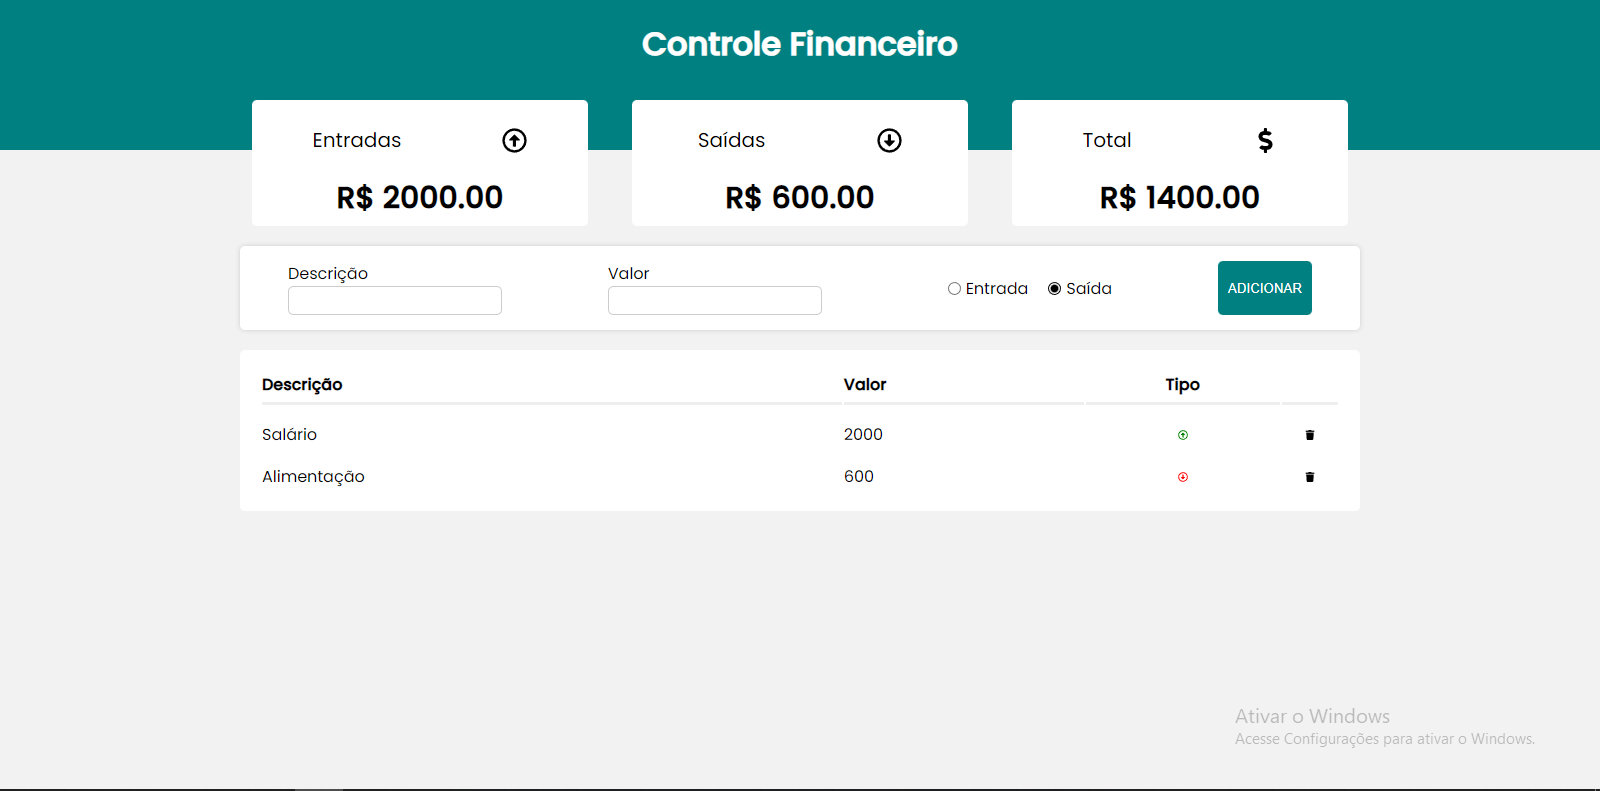 Controle Financeiro
Entradas
Saídas
Total
R$ 2000.00
R$ 600.00
R$ 1400.00
Descrição
Valor
Entrada
Saída
ADICIONAR
Descrição Valor Tipo
Salário 2000
Alimentação 600
Ativar o Windows
Acesse Configurações para ativar o Windows.